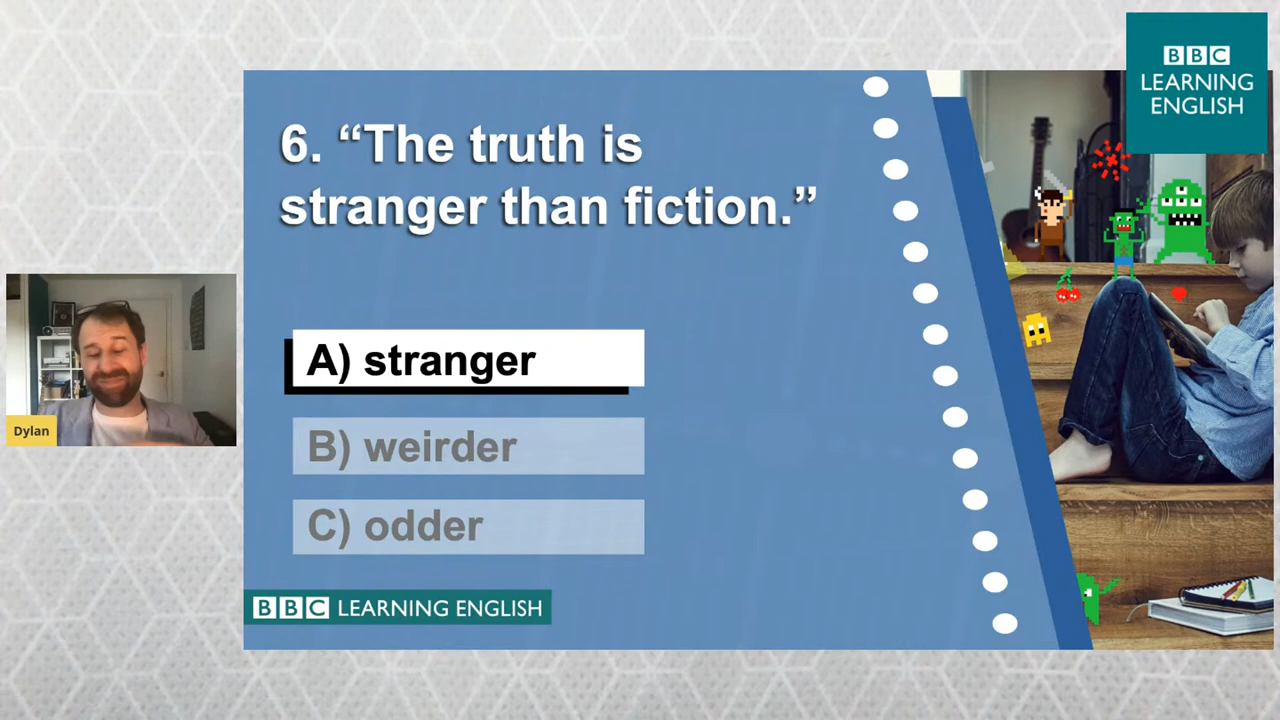 BBC
LEARNING
ENGLISH
6. “The truth is
stranger than fiction.”
A) stranger
B) weirder
C) odder
Dylan
BBC LEARNING ENGLISH